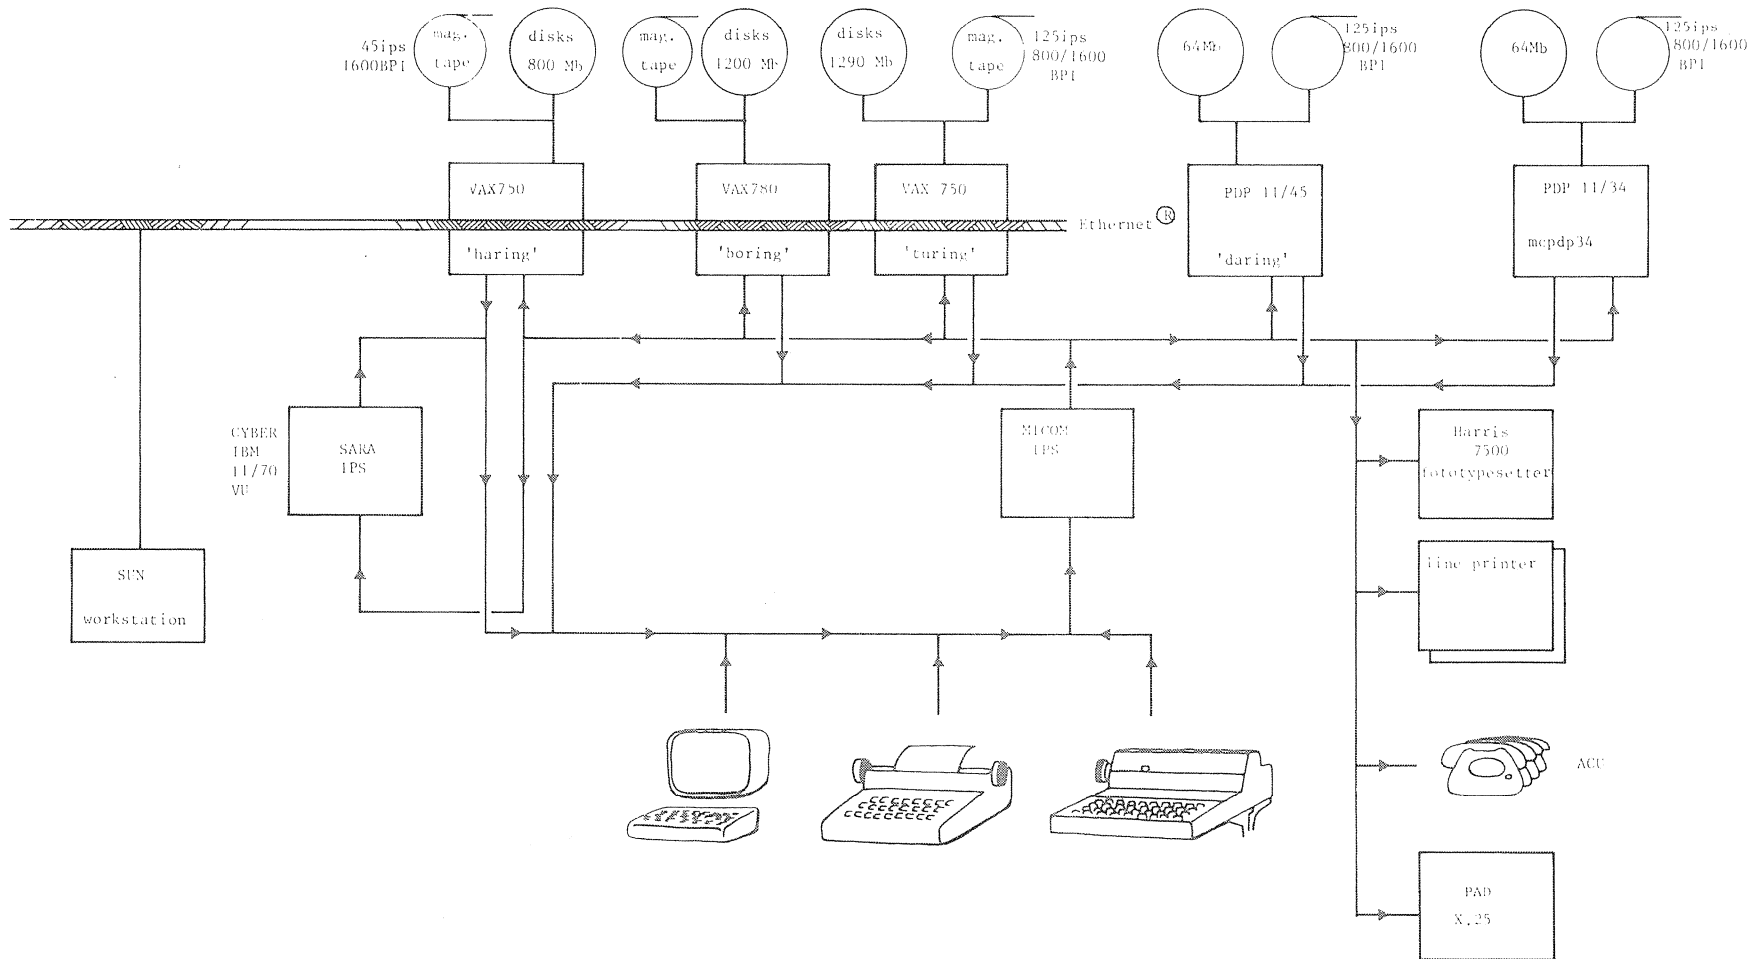 45ips
1600BPI
mag.
tape
disks
800 Mb
mag.
tape
disks
1200 Mb
disks
1290 Mb
mag.
tape
125ips
800/1600
BPI
64Mb
125ips
800/1600
BPI
64Mb
125ips
800/1600
BPI
VAX750
'haring'
VAX780
'boring'
VAX 750
'turing'
PDP 11/45
'daring'
PDP 11/34
mcpdp34
Ethernet ®
CYBER
IBM
11/70
VU
SARA
IPS
MICOM
IPS
Harris
7500
fototypesetter
SUN
workstation
line printer
ACU
PAD
X.25